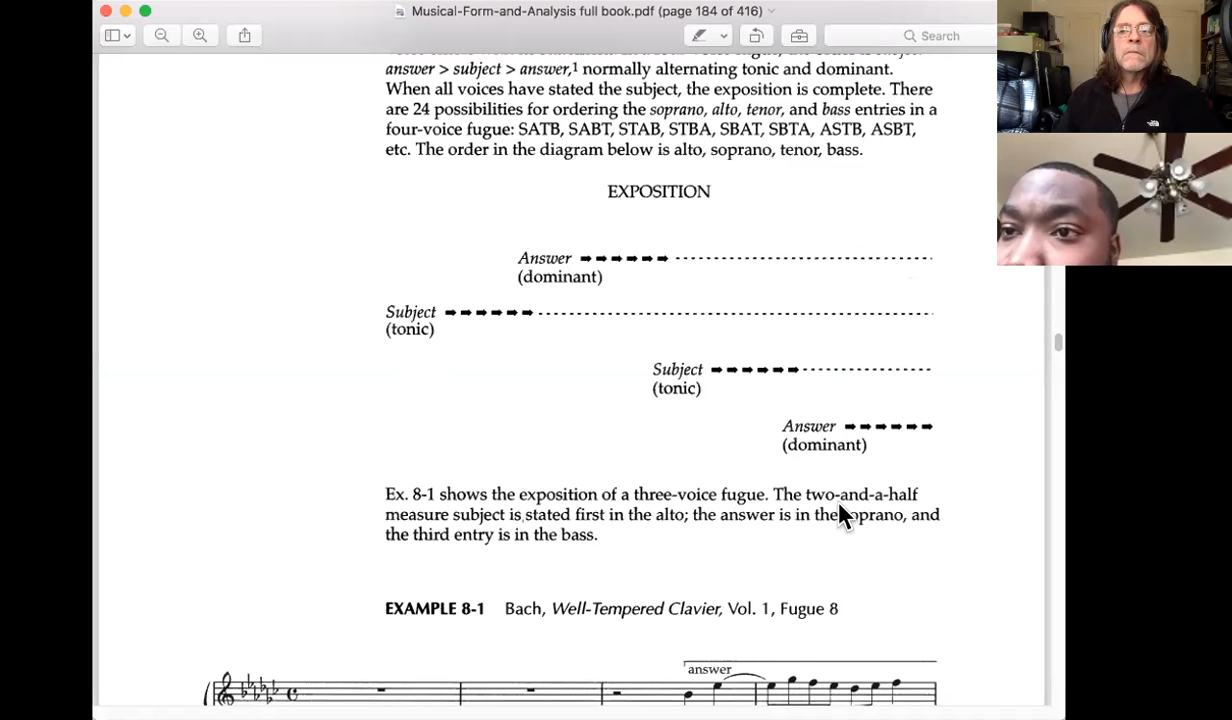 Musical-Form-and-Analysis full book.pdf (page 184 of 416)
Search
answer > subject > answer,¹ normally alternating tonic and dominant.
When all voices have stated the subject, the exposition is complete. There
are 24 possibilities for ordering the soprano, alto, tenor, and bass entries in a
four-voice fugue: SATB, SABT, STAB, STBA, SBAT, SBTA, ASTB, ASBT,
etc. The order in the diagram below is alto, soprano, tenor, bass.
EXPOSITION
Answer
(dominant)
Subject
(tonic)
Subject
(tonic)
Answer
(dominant)
Ex. 8-1 shows the exposition of a three-voice fugue. The two-and-a-half
measure subject is stated first in the alto; the answer is in the soprano, and
the third entry is in the bass.
EXAMPLE 8-1 Bach, Well-Tempered Clavier, Vol. 1, Fugue 8
answer